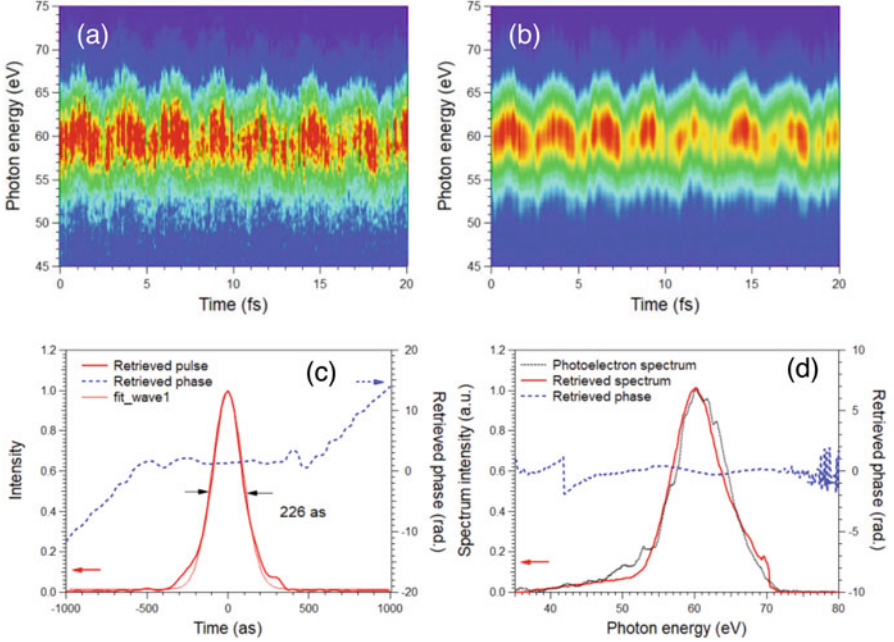 (a)
75
70
65
60
55
50
45
Photon energy (eV)
0 5 10 15 20
Time (fs)
(b)
75
70
65
60
55
50
45
Photon energy (eV)
0 5 10 15 20
Time (fs)
(c)
1.2
1.0
0.8
0.6
0.4
0.2
0.0
Intensity
Retrieved pulse
Retrieved phase
fit_wave1
226 as
20
10
0
-10
-20
Retrieved phase (rad.)
-1000 -500 0 500 1000
Time (as)
(d)
1.2
1.0
0.8
0.6
0.4
0.2
0.0
Spectrum intensity (a.u.)
Photoelectron spectrum
Retrieved spectrum
Retrieved phase
10
5
0
-5
-10
Retrieved phase (rad.)
40 50 60 70 80
Photon energy (eV)